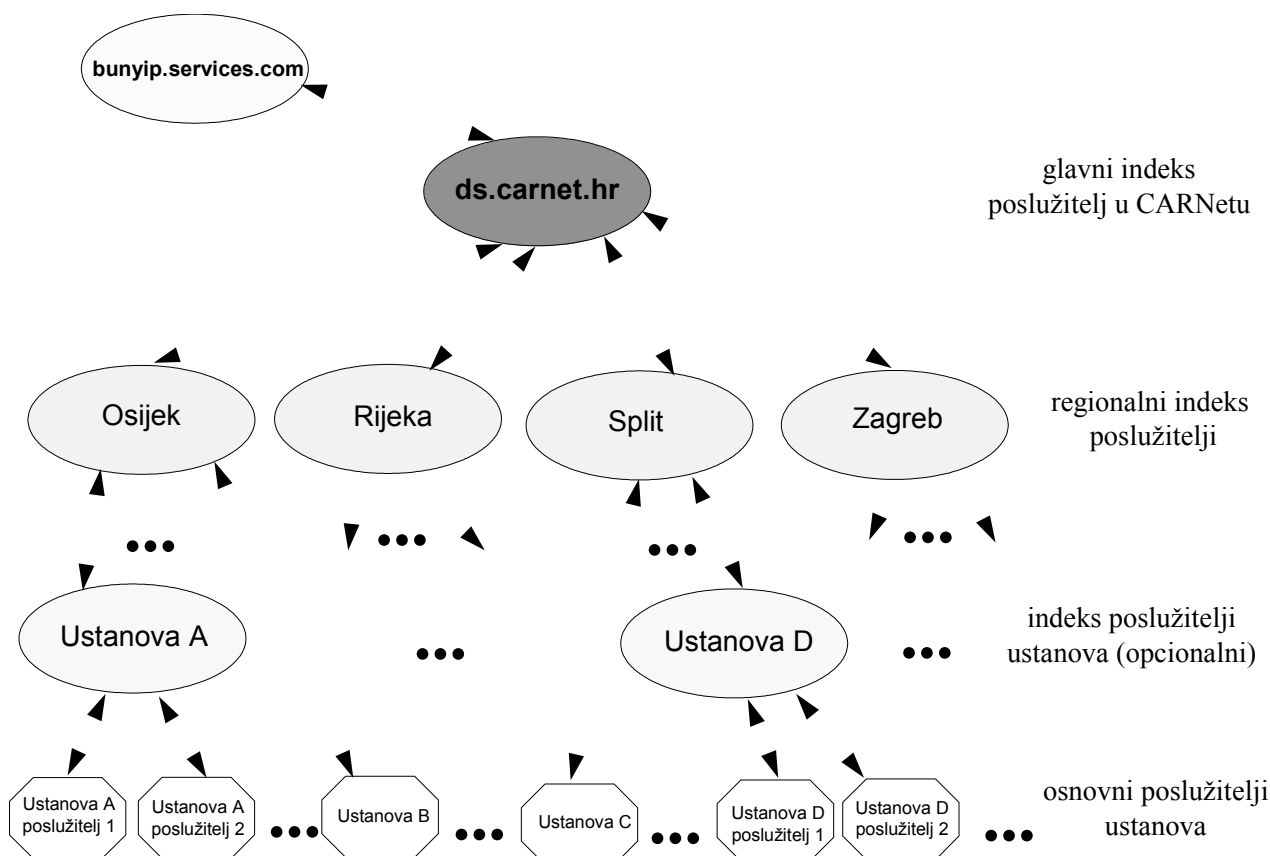 bunyip.services.com
ds.carnet.hr
glavni indeks
poslužitelj u CARNetu
Osijek
Rijeka
Split
Zagreb
regionalni indeks
poslužitelji
Ustanova A
Ustanova D
indeks poslužitelji
ustanova (opcionalni)
Ustanova A
poslužitelj 1
Ustanova A
poslužitelj 2
Ustanova B
Ustanova C
Ustanova D
poslužitelj 1
Ustanova D
poslužitelj 2
osnovni poslužitelji
ustanova